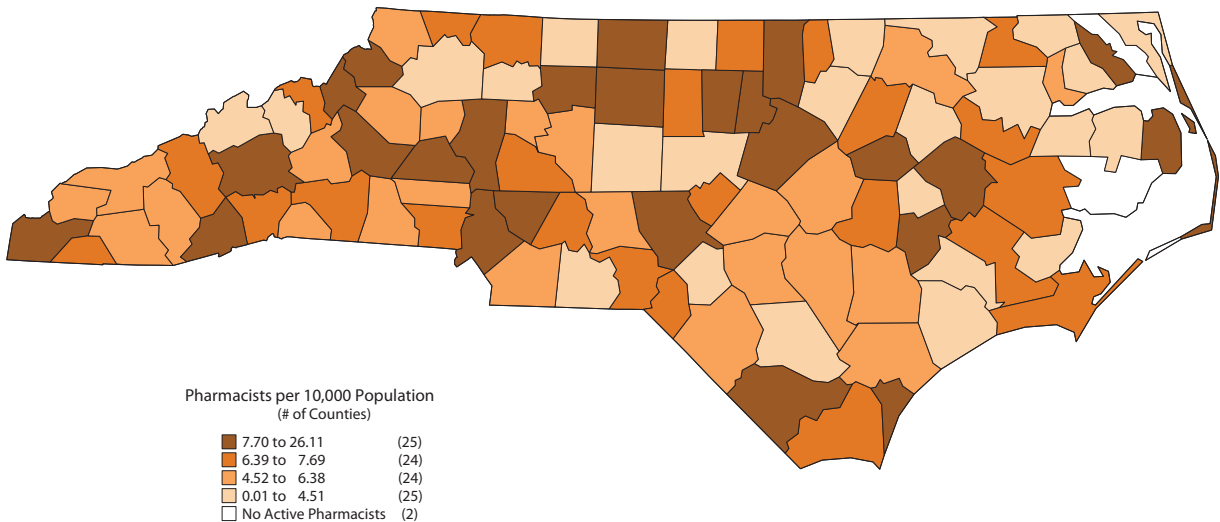 Pharmacists per 10,000 Population
(# of Counties)
7.70 to 26.11 (25)
6.39 to 7.69 (24)
4.52 to 6.38 (24)
0.01 to 4.51 (25)
No Active Pharmacists (2)